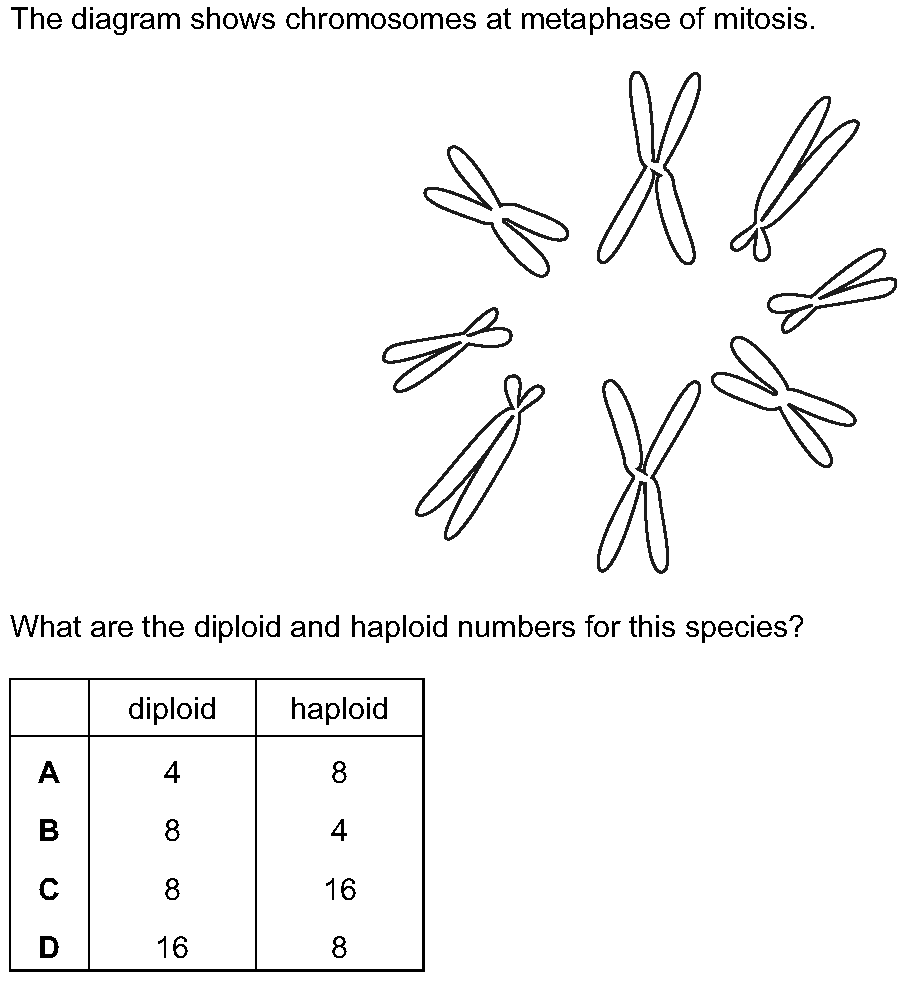 The diagram shows chromosomes at metaphase of mitosis.
What are the diploid and haploid numbers for this species?
diploid haploid
A 4 8
B 8 4
C 8 16
D 16 8